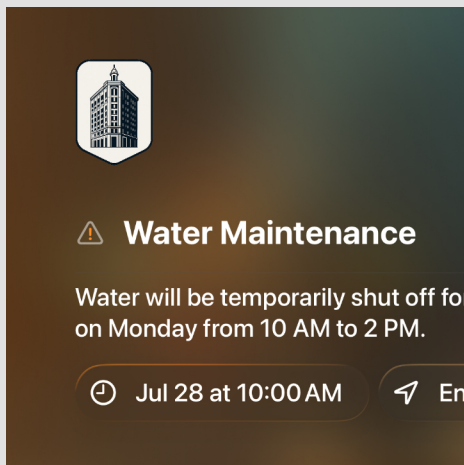 Water Maintenance
Water will be temporarily shut off
on Monday from 10 AM to 2 PM.
Jul 28 at 10:00 AM